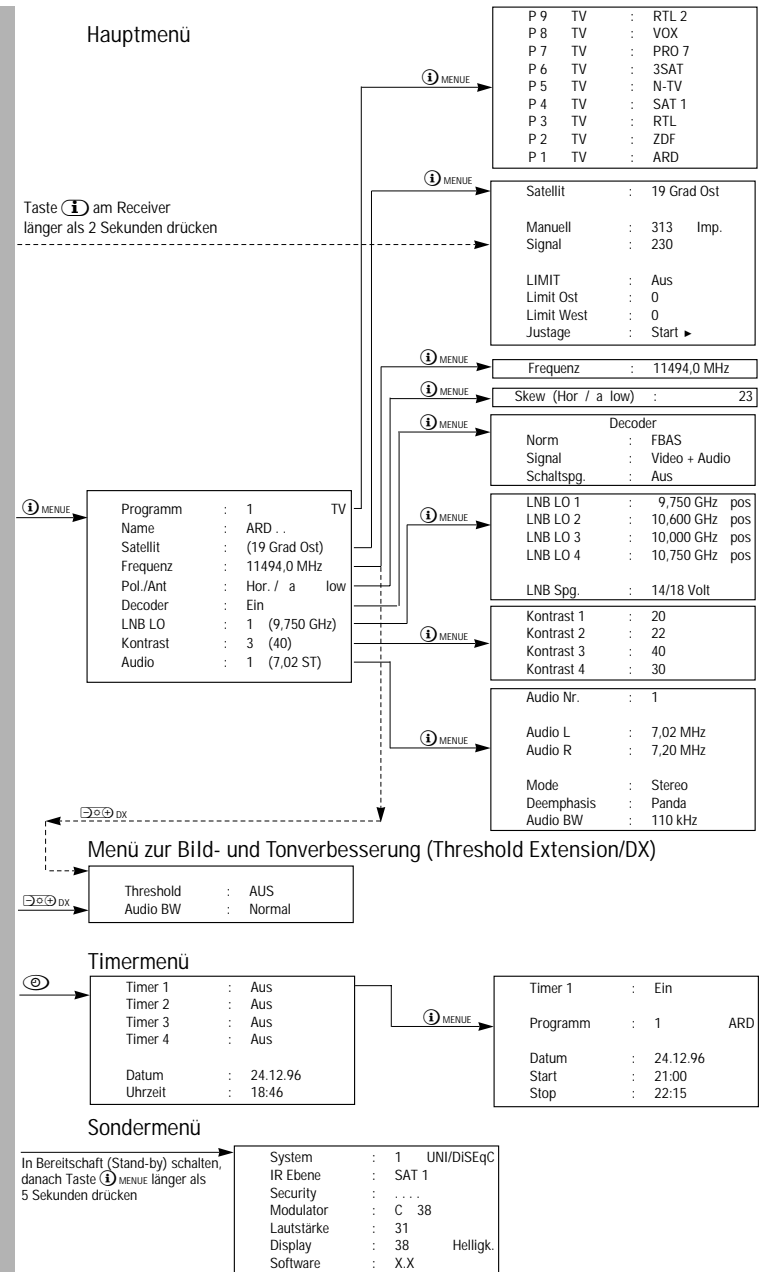 Hauptmenü
P 9 TV : RTL 2
P 8 TV : VOX
P 7 TV : PRO 7
P 6 TV : 3SAT
P 5 TV : N-TV
P 4 TV : SAT 1
P 3 TV : RTL
P 2 TV : ZDF
P 1 TV : ARD
i MENUE
i MENUE
Satellit : 19 Grad Ost
Manuell : 313 Imp.
Signal : 230
LIMIT : Aus
Limit Ost : 0
Limit West : 0
Justage : Start ►
Taste i am Receiver
länger als 2 Sekunden drücken
i MENUE
Frequenz : 11494,0 MHz
i MENUE
Skew (Hor / a low) : 23
i MENUE
Decoder
Norm : FBAS
Signal : Video + Audio
Schaltspg. : Aus
i MENUE
Programm : 1 TV
Name : ARD . .
Satellit : (19 Grad Ost)
Frequenz : 11494,0 MHz
Pol./Ant : Hor. / a low
Decoder : Ein
LNB LO : 1 (9,750 GHz)
Kontrast : 3 (40)
Audio : 1 (7,02 ST)
i MENUE
LNB LO 1 : 9,750 GHz pos
LNB LO 2 : 10,600 GHz pos
LNB LO 3 : 10,000 GHz pos
LNB LO 4 : 10,750 GHz pos
LNB Spg. : 14/18 Volt
i MENUE
Kontrast 1 : 20
Kontrast 2 : 22
Kontrast 3 : 40
Kontrast 4 : 30
i MENUE
Audio Nr. : 1
Audio L : 7,02 MHz
Audio R : 7,20 MHz
Mode : Stereo
Deemphasis : Panda
Audio BW : 110 kHz
DX
Menü zur Bild- und Tonverbesserung (Threshold Extension/DX)
DX
Threshold : AUS
Audio BW : Normal
Timermenü
Timer 1 : Aus
Timer 2 : Aus
Timer 3 : Aus
Timer 4 : Aus
Datum : 24.12.96
Uhrzeit : 18:46
i MENUE
Timer 1 : Ein
Programm : 1 ARD
Datum : 24.12.96
Start : 21:00
Stop : 22:15
Sondermenü
In Bereitschaft (Stand-by) schalten,
danach Taste i MENUE länger als
5 Sekunden drücken
System : 1 UNI/DiSEqC
IR Ebene : SAT 1
Security : . . . .
Modulator : C 38
Lautstärke : 31
Display : 38 Helligk.
Software : X.X